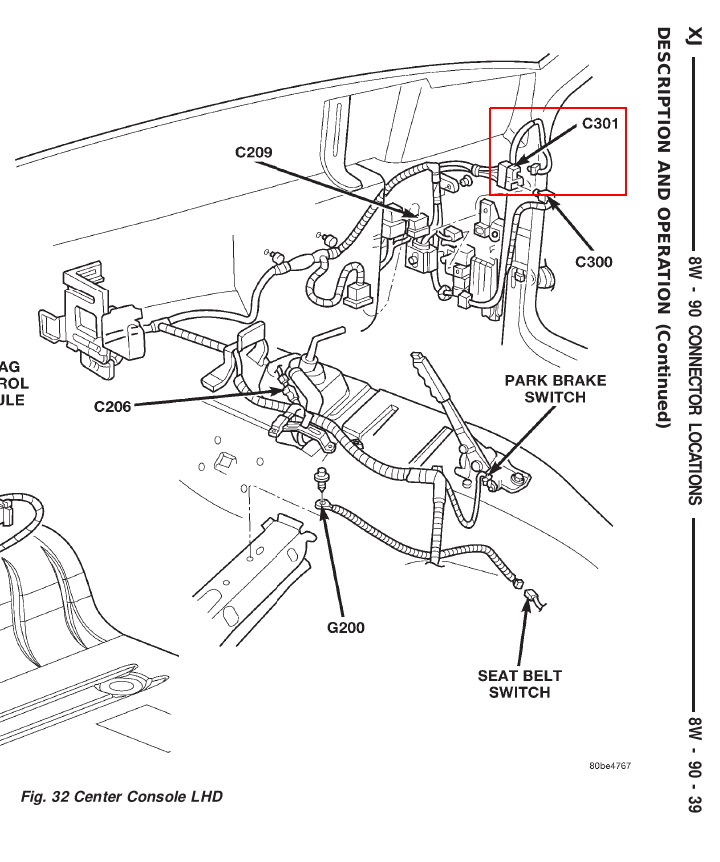 XJ
8W - 90 CONNECTOR LOCATIONS
8W - 90 - 39
DESCRIPTION AND OPERATION (Continued)
C301
C209
C300
AG
ROL
ULE
PARK BRAKE
SWITCH
C206
G200
SEAT BELT
SWITCH
80be4767
Fig. 32 Center Console LHD